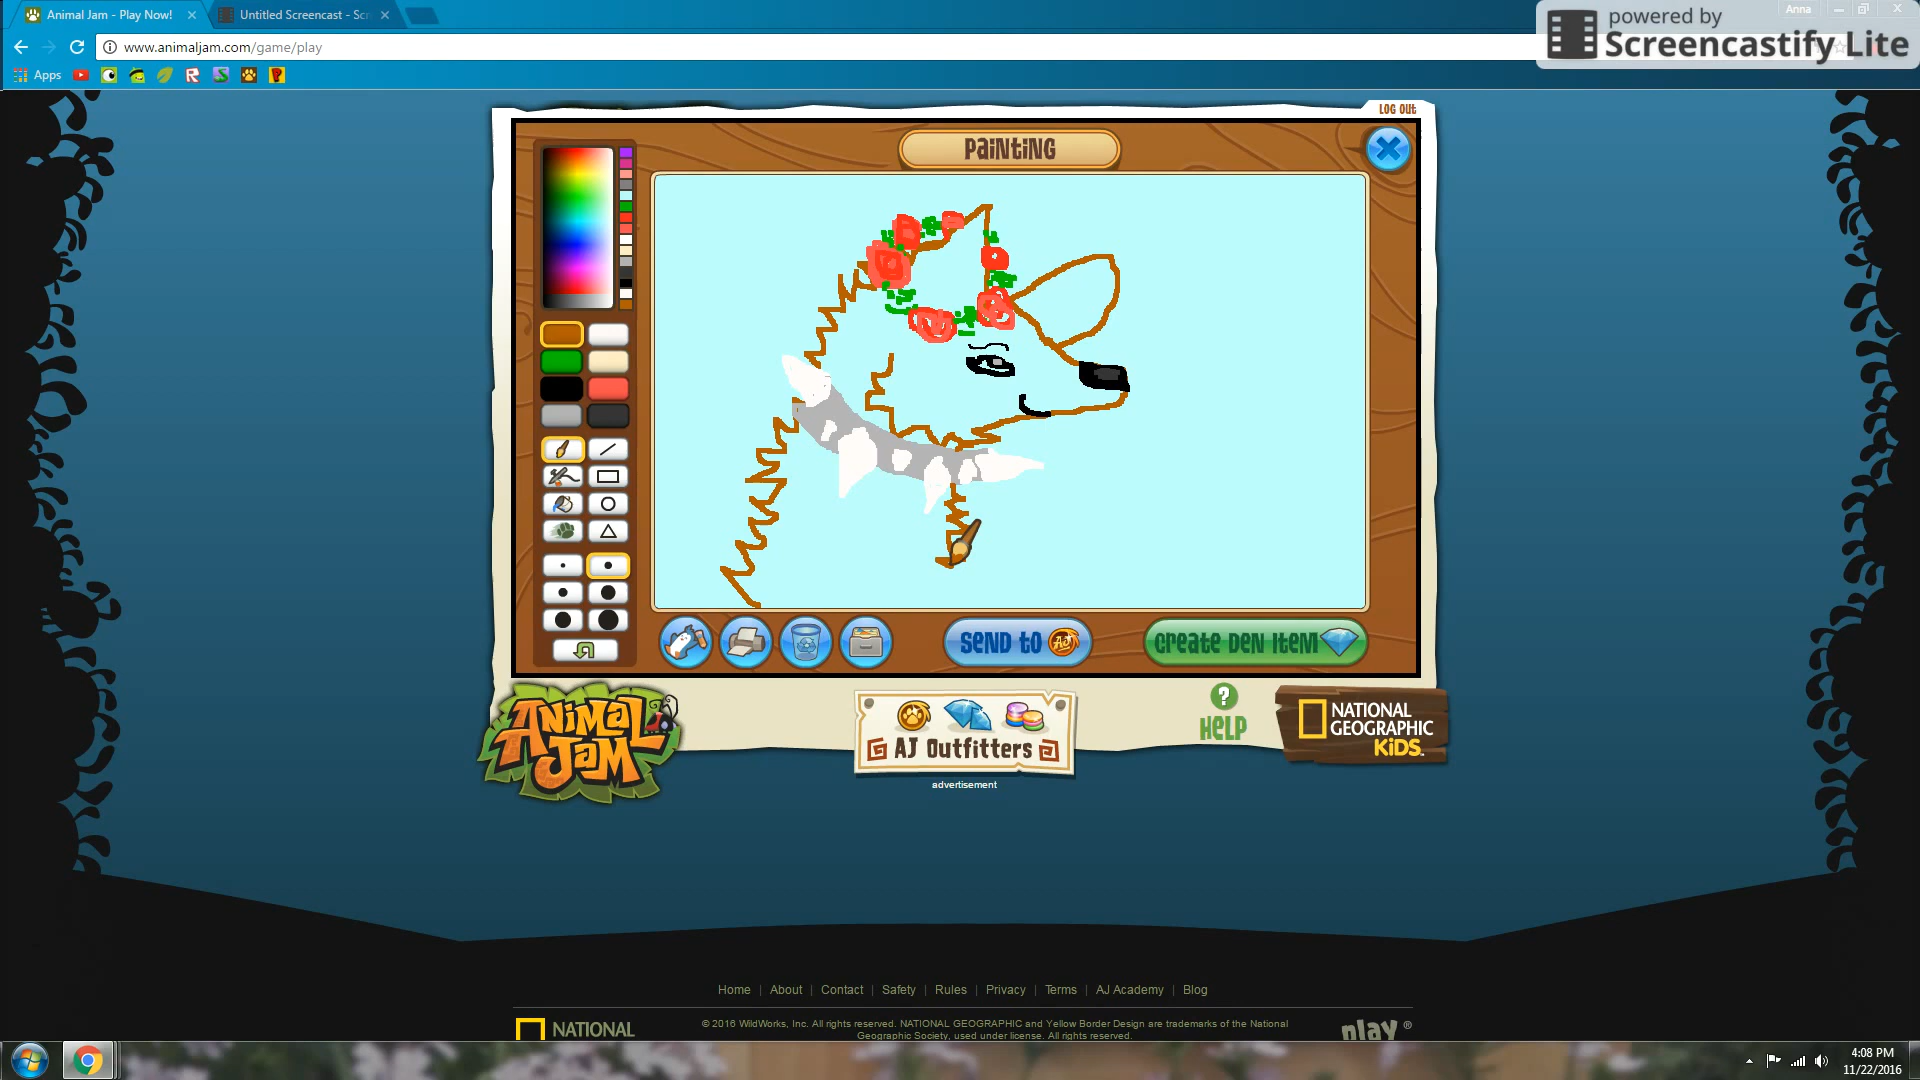 Animal Jam - Play Now!
Untitled Screencast - Scr
Anna
powered by
Screencastify Lite
www.animaljam.com/game/play
Apps
LOG OUT
PAINTING
SEND TO AJ
CREATE DEN ITEM
ANIMAL JAM
AJ Outfitters
advertisement
? HELP
NATIONAL
GEOGRAPHIC
KiDS
Home | About | Contact | Safety | Rules | Privacy | Terms | AJ Academy | Blog
NATIONAL
© 2016 WildWorks, Inc. All rights reserved. NATIONAL GEOGRAPHIC and Yellow Border Design are trademarks of the National
Geographic Society, used under license. All rights reserved.
play ®
4:08 PM
11/22/2016